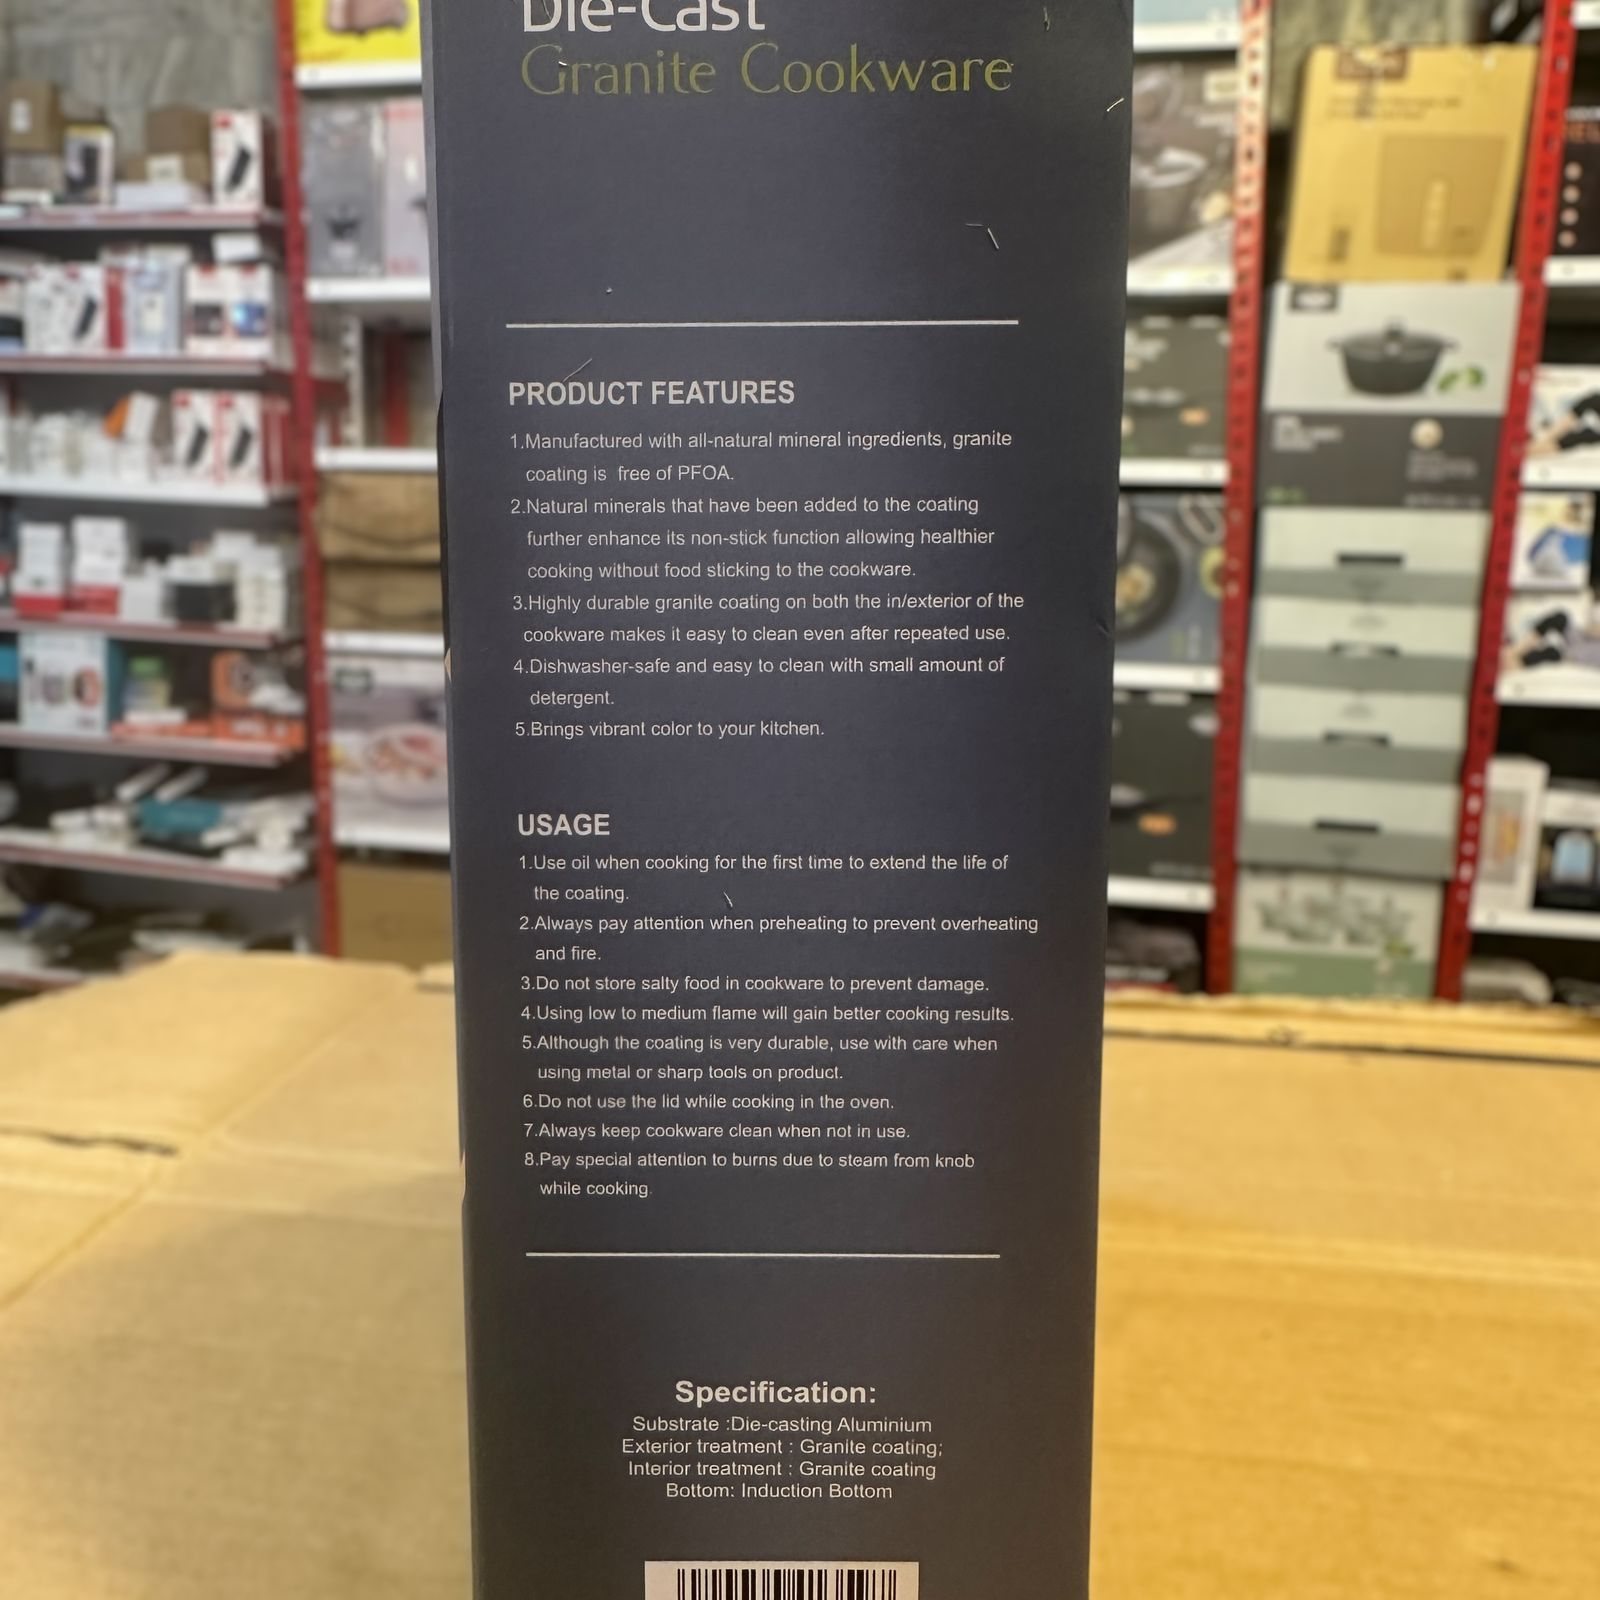 Die-Cast
Granite Cookware
PRODUCT FEATURES
1.Manufactured with all-natural mineral ingredients, granite
coating is free of PFOA.
2.Natural minerals that have been added to the coating
further enhance its non-stick function allowing healthier
cooking without food sticking to the cookware.
3.Highly durable granite coating on both the in/exterior of the
cookware makes it easy to clean even after repeated use.
4.Dishwasher-safe and easy to clean with small amount of
detergent.
5.Brings vibrant color to your kitchen.
USAGE
1.Use oil when cooking for the first time to extend the life of
the coating.
2.Always pay attention when preheating to prevent overheating
and fire.
3.Do not store salty food in cookware to prevent damage.
4.Using low to medium flame will gain better cooking results.
5.Although the coating is very durable, use with care when
using metal or sharp tools on product.
6.Do not use the lid while cooking in the oven.
7.Always keep cookware clean when not in use.
8.Pay special attention to burns due to steam from knob
while cooking.
Specification:
Substrate :Die-casting Aluminium
Exterior treatment : Granite coating;
Interior treatment : Granite coating
Bottom: Induction Bottom